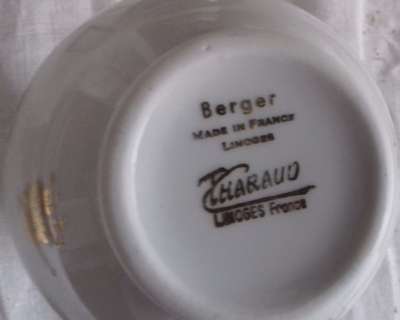 Berger
MADE IN FRANCE
LIMOGES
CHARAUD
LIMOGES France